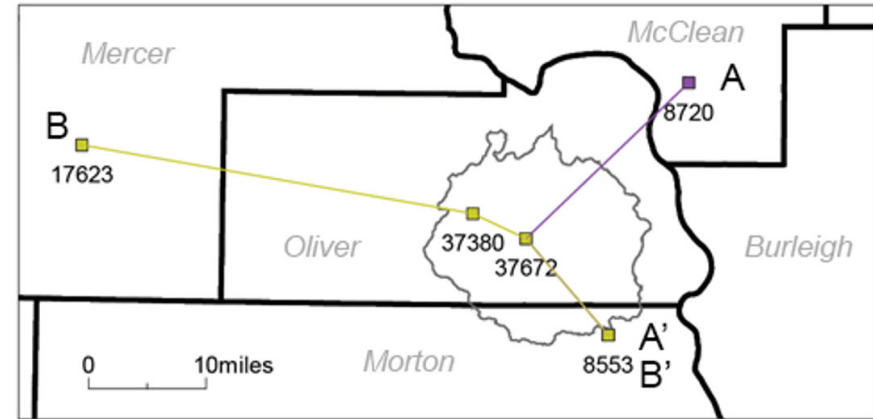 McClean
Mercer
A
8720
B
17623
37380
Oliver
37672
Burleigh
A’
0 10miles
Morton
8553
B’